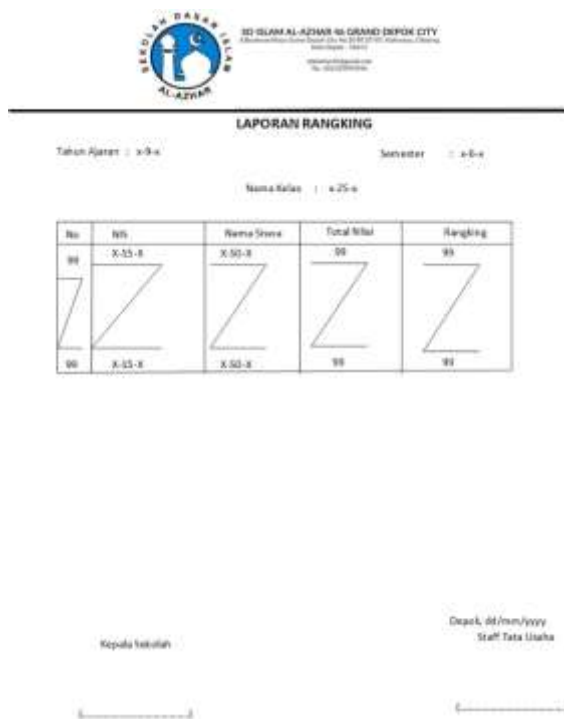 SEKOLAH DASAR ISLAM
AL-AZHAR
SD ISLAM AL-AZHAR 46 GRAND DEPOK CITY
LAPORAN RANGKING
Tahun Ajaran : x-9-x
Semester : x-6-x
Nama Kelas : x-25-x
No NIS Nama Siswa Total Nilai Rangking
99 X-15-X X-50-X 99 99
99 X-15-X X-50-X 99 99
Depok, dd/mm/yyyy
Kepala Sekolah Staff Tata Usaha